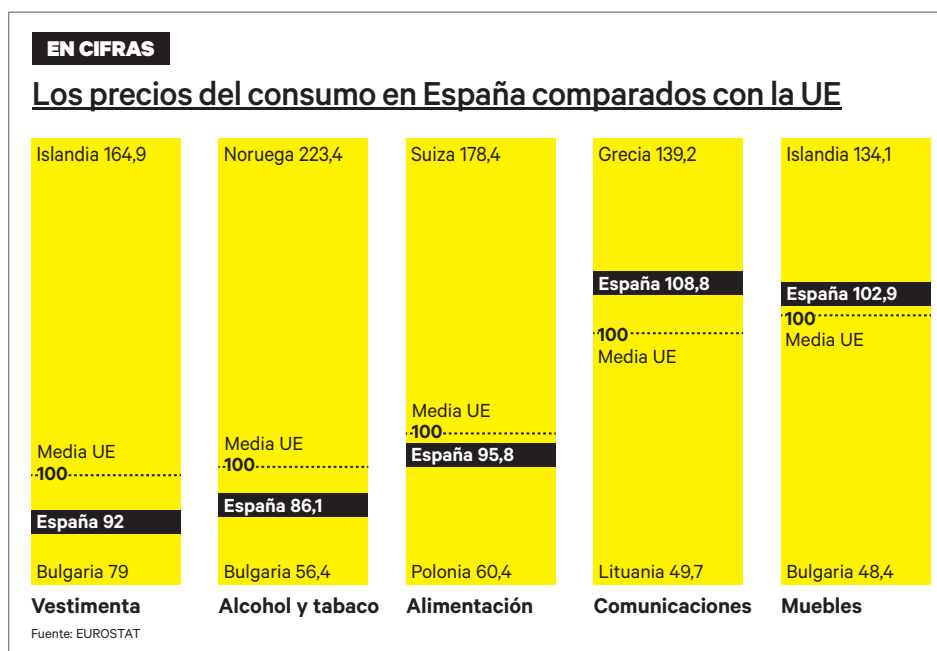 EN CIFRAS
Los precios del consumo en España comparados con la UE
Islandia 164,9
Media UE
100
España 92
Bulgaria 79
Vestimenta
Noruega 223,4
Media UE
100
España 86,1
Bulgaria 56,4
Alcohol y tabaco
Suiza 178,4
Media UE
100
España 95,8
Polonia 60,4
Alimentación
Grecia 139,2
España 108,8
100
Media UE
Lituania 49,7
Comunicaciones
Islandia 134,1
España 102,9
100
Media UE
Bulgaria 48,4
Muebles
Fuente: EUROSTAT